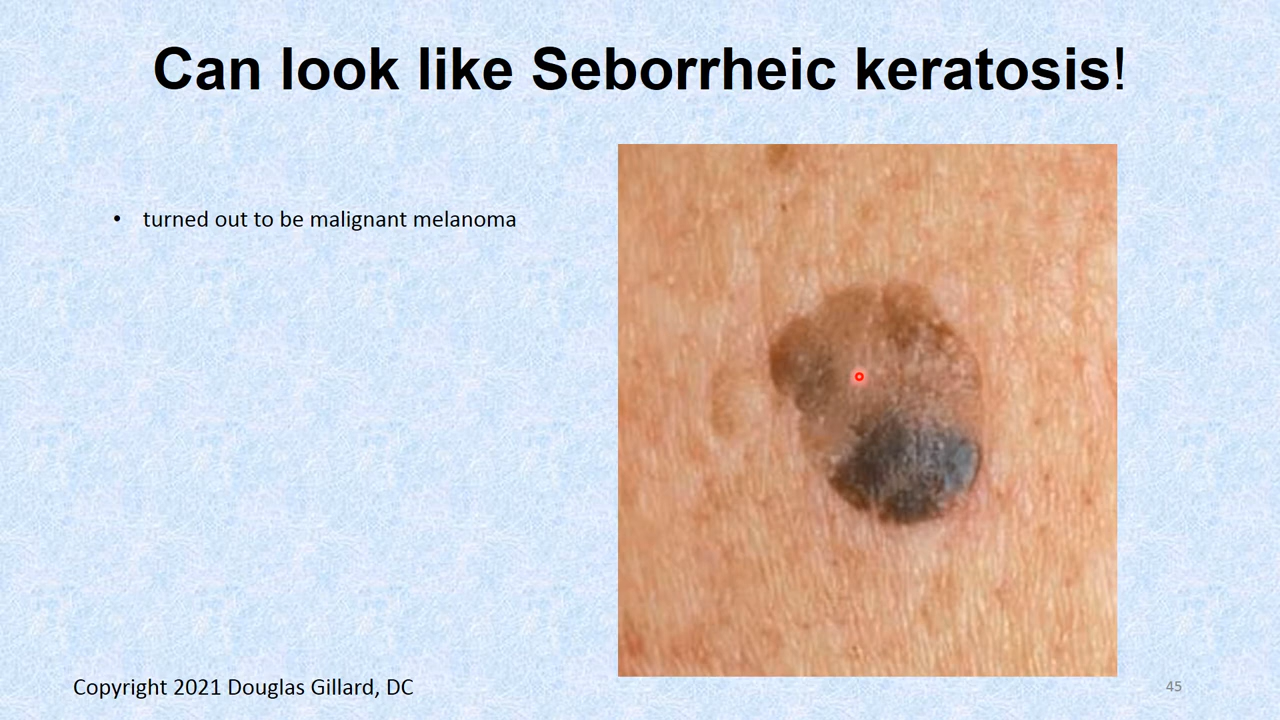 Can look like Seborrheic keratosis!
• turned out to be malignant melanoma
Copyright 2021 Douglas Gillard, DC
45